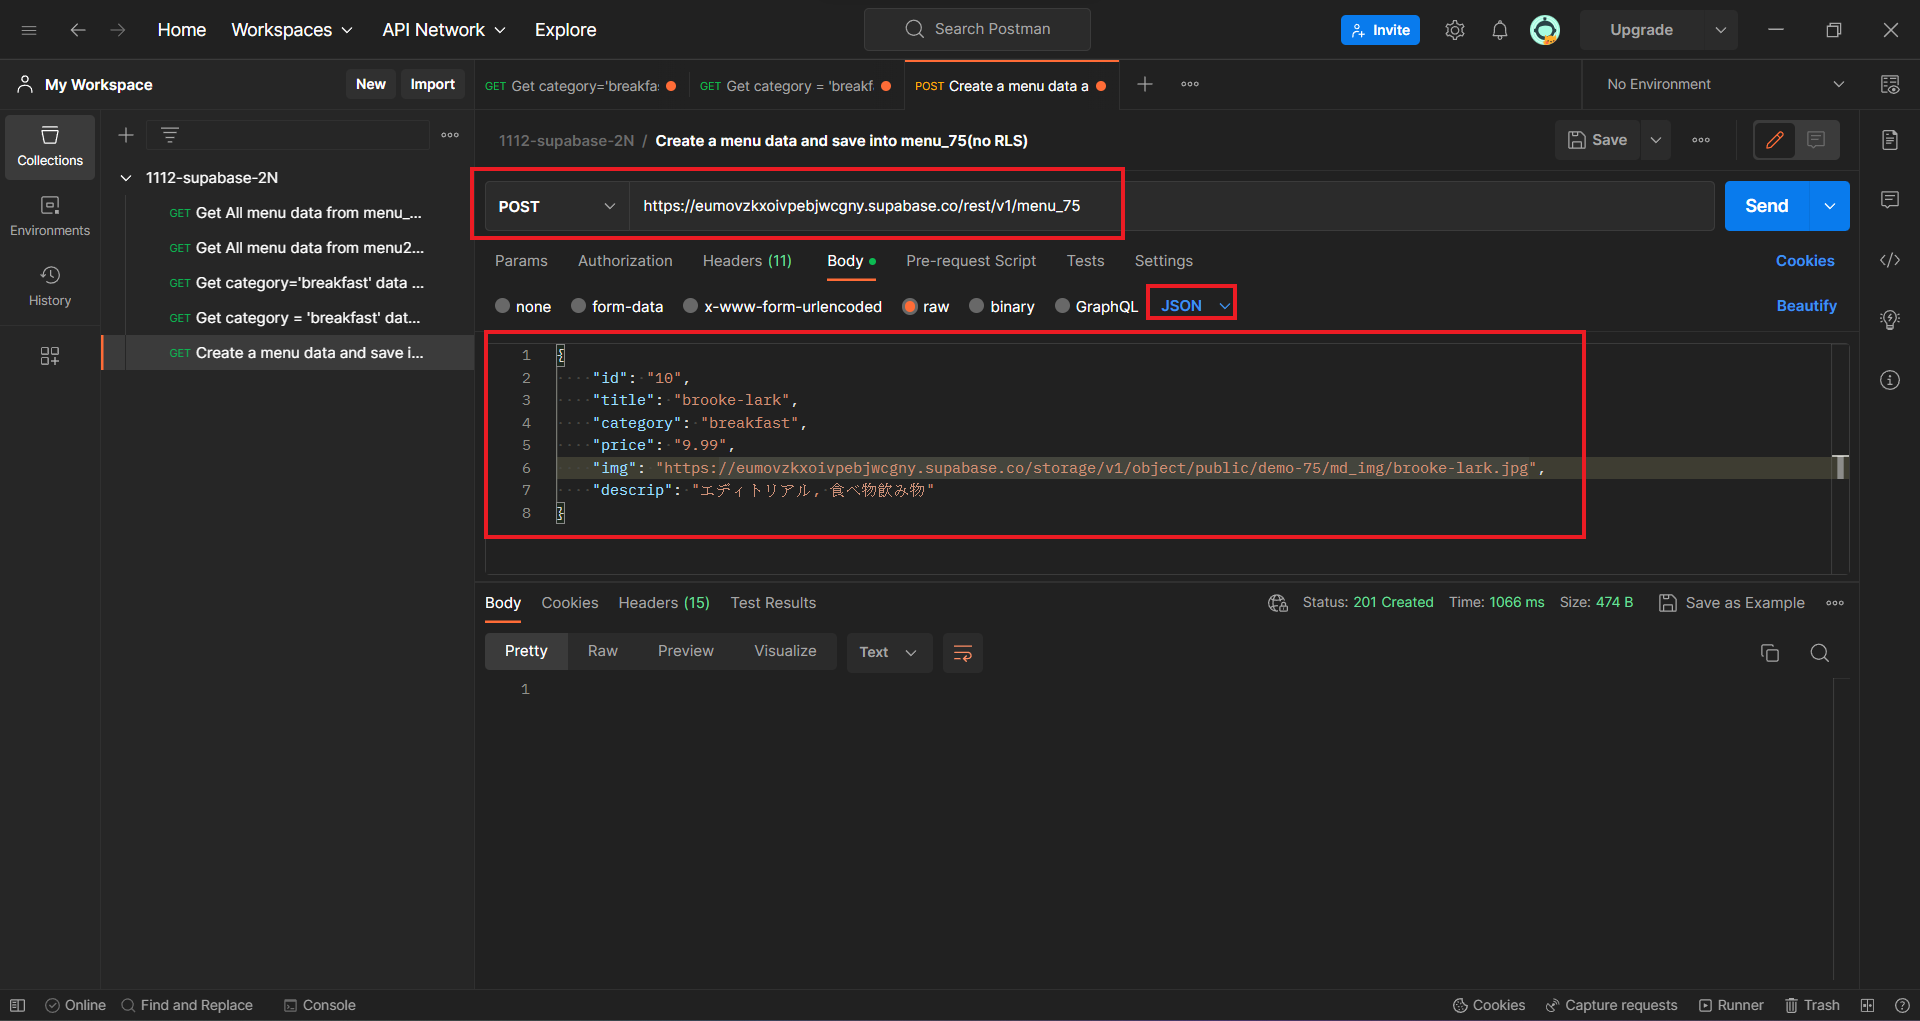 Home Workspaces API Network Explore Search Postman Invite Upgrade
My Workspace New Import
GET Get category='breakfa GET Get category = 'breakf POST Create a menu data a No Environment
1112-supabase-2N / Create a menu data and save into menu_75(no RLS) Save
Collections
Environments
History
1112-supabase-2N
GET Get All menu data from menu_...
GET Get All menu data from menu2...
GET Get category='breakfast' data ...
GET Get category = 'breakfast' dat...
GET Create a menu data and save i...
POST https://eumovzkxoivpebjwcgny.supabase.co/rest/v1/menu_75 Send
Params Authorization Headers (11) Body Pre-request Script Tests Settings Cookies
none form-data x-www-form-urlencoded raw binary GraphQL JSON Beautify
1 {
2 "id": "10",
3 "title": "brooke-lark",
4 "category": "breakfast",
5 "price": "9.99",
6 "img": "https://eumovzkxoivpebjwcgny.supabase.co/storage/v1/object/public/demo-75/md_img/brooke-lark.jpg",
7 "descrip": "エディトリアル, 食べ物飲み物"
8 }
Body Cookies Headers (15) Test Results Status: 201 Created Time: 1066 ms Size: 474 B Save as Example
Pretty Raw Preview Visualize Text
1
Online Find and Replace Console Cookies Capture requests Runner Trash